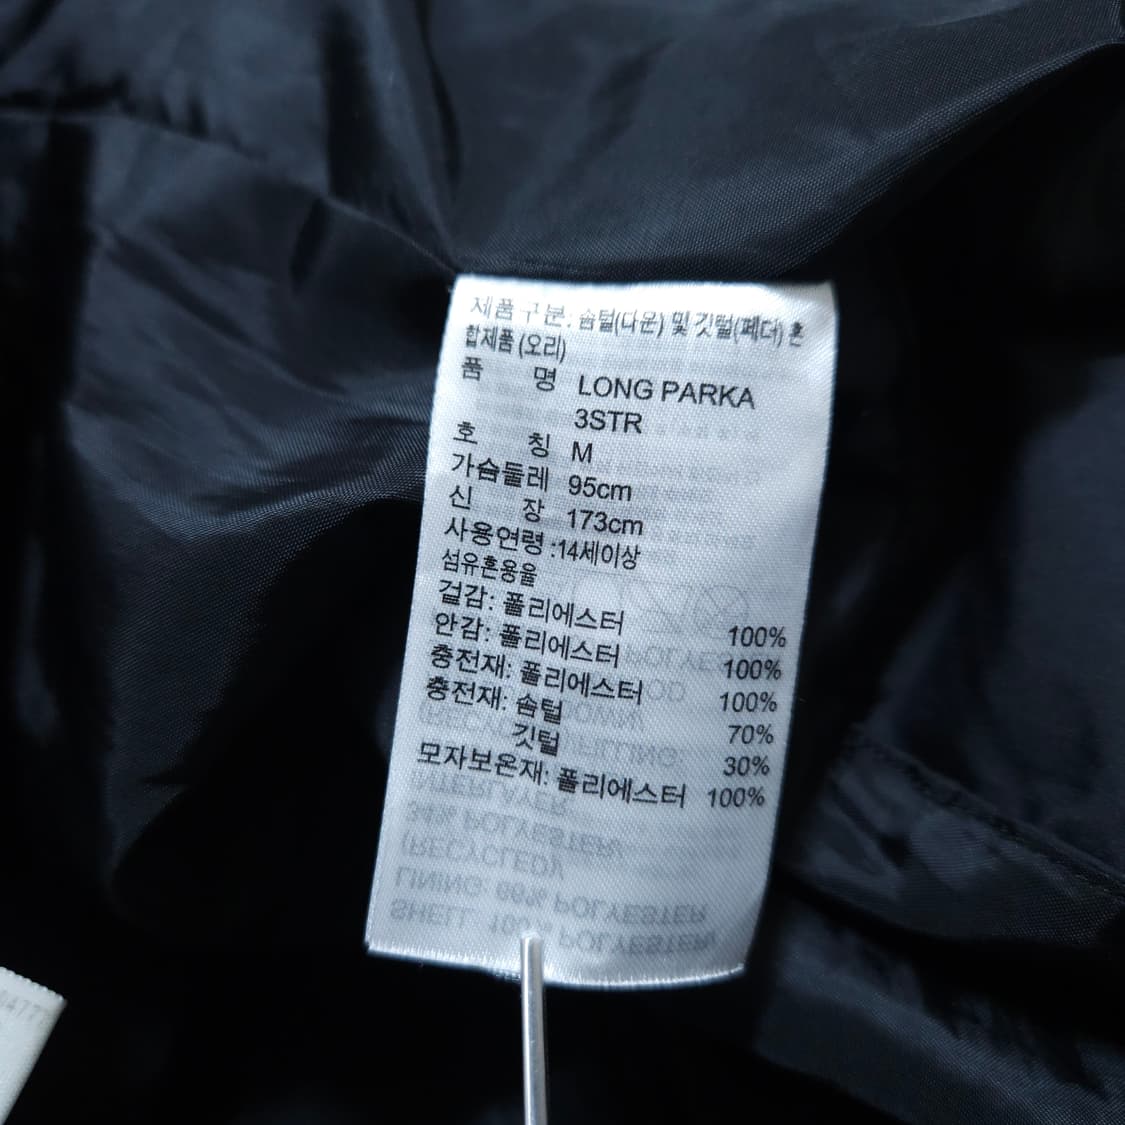 제품구분: 솜털(다운) 및 깃털(페더) 혼
합제품 (오리)
품 명 LONG PARKA
3STR
호 칭 M
가슴둘레 95cm
신 장 173cm
사용연령 :14세이상
섬유혼용율
겉감: 폴리에스터 100%
안감: 폴리에스터 100%
충전재: 폴리에스터 100%
충전재: 솜털 70%
깃털 30%
모자보온재: 폴리에스터 100%